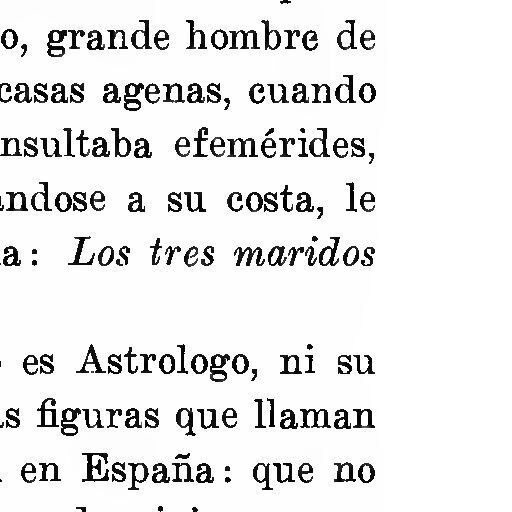 o, grande hombre de
casas agenas, cuando
nsultaba efemérides,
ndose a su costa, le
a: Los tres maridos
es Astrologo, ni su
s figuras que llaman
en España: que no